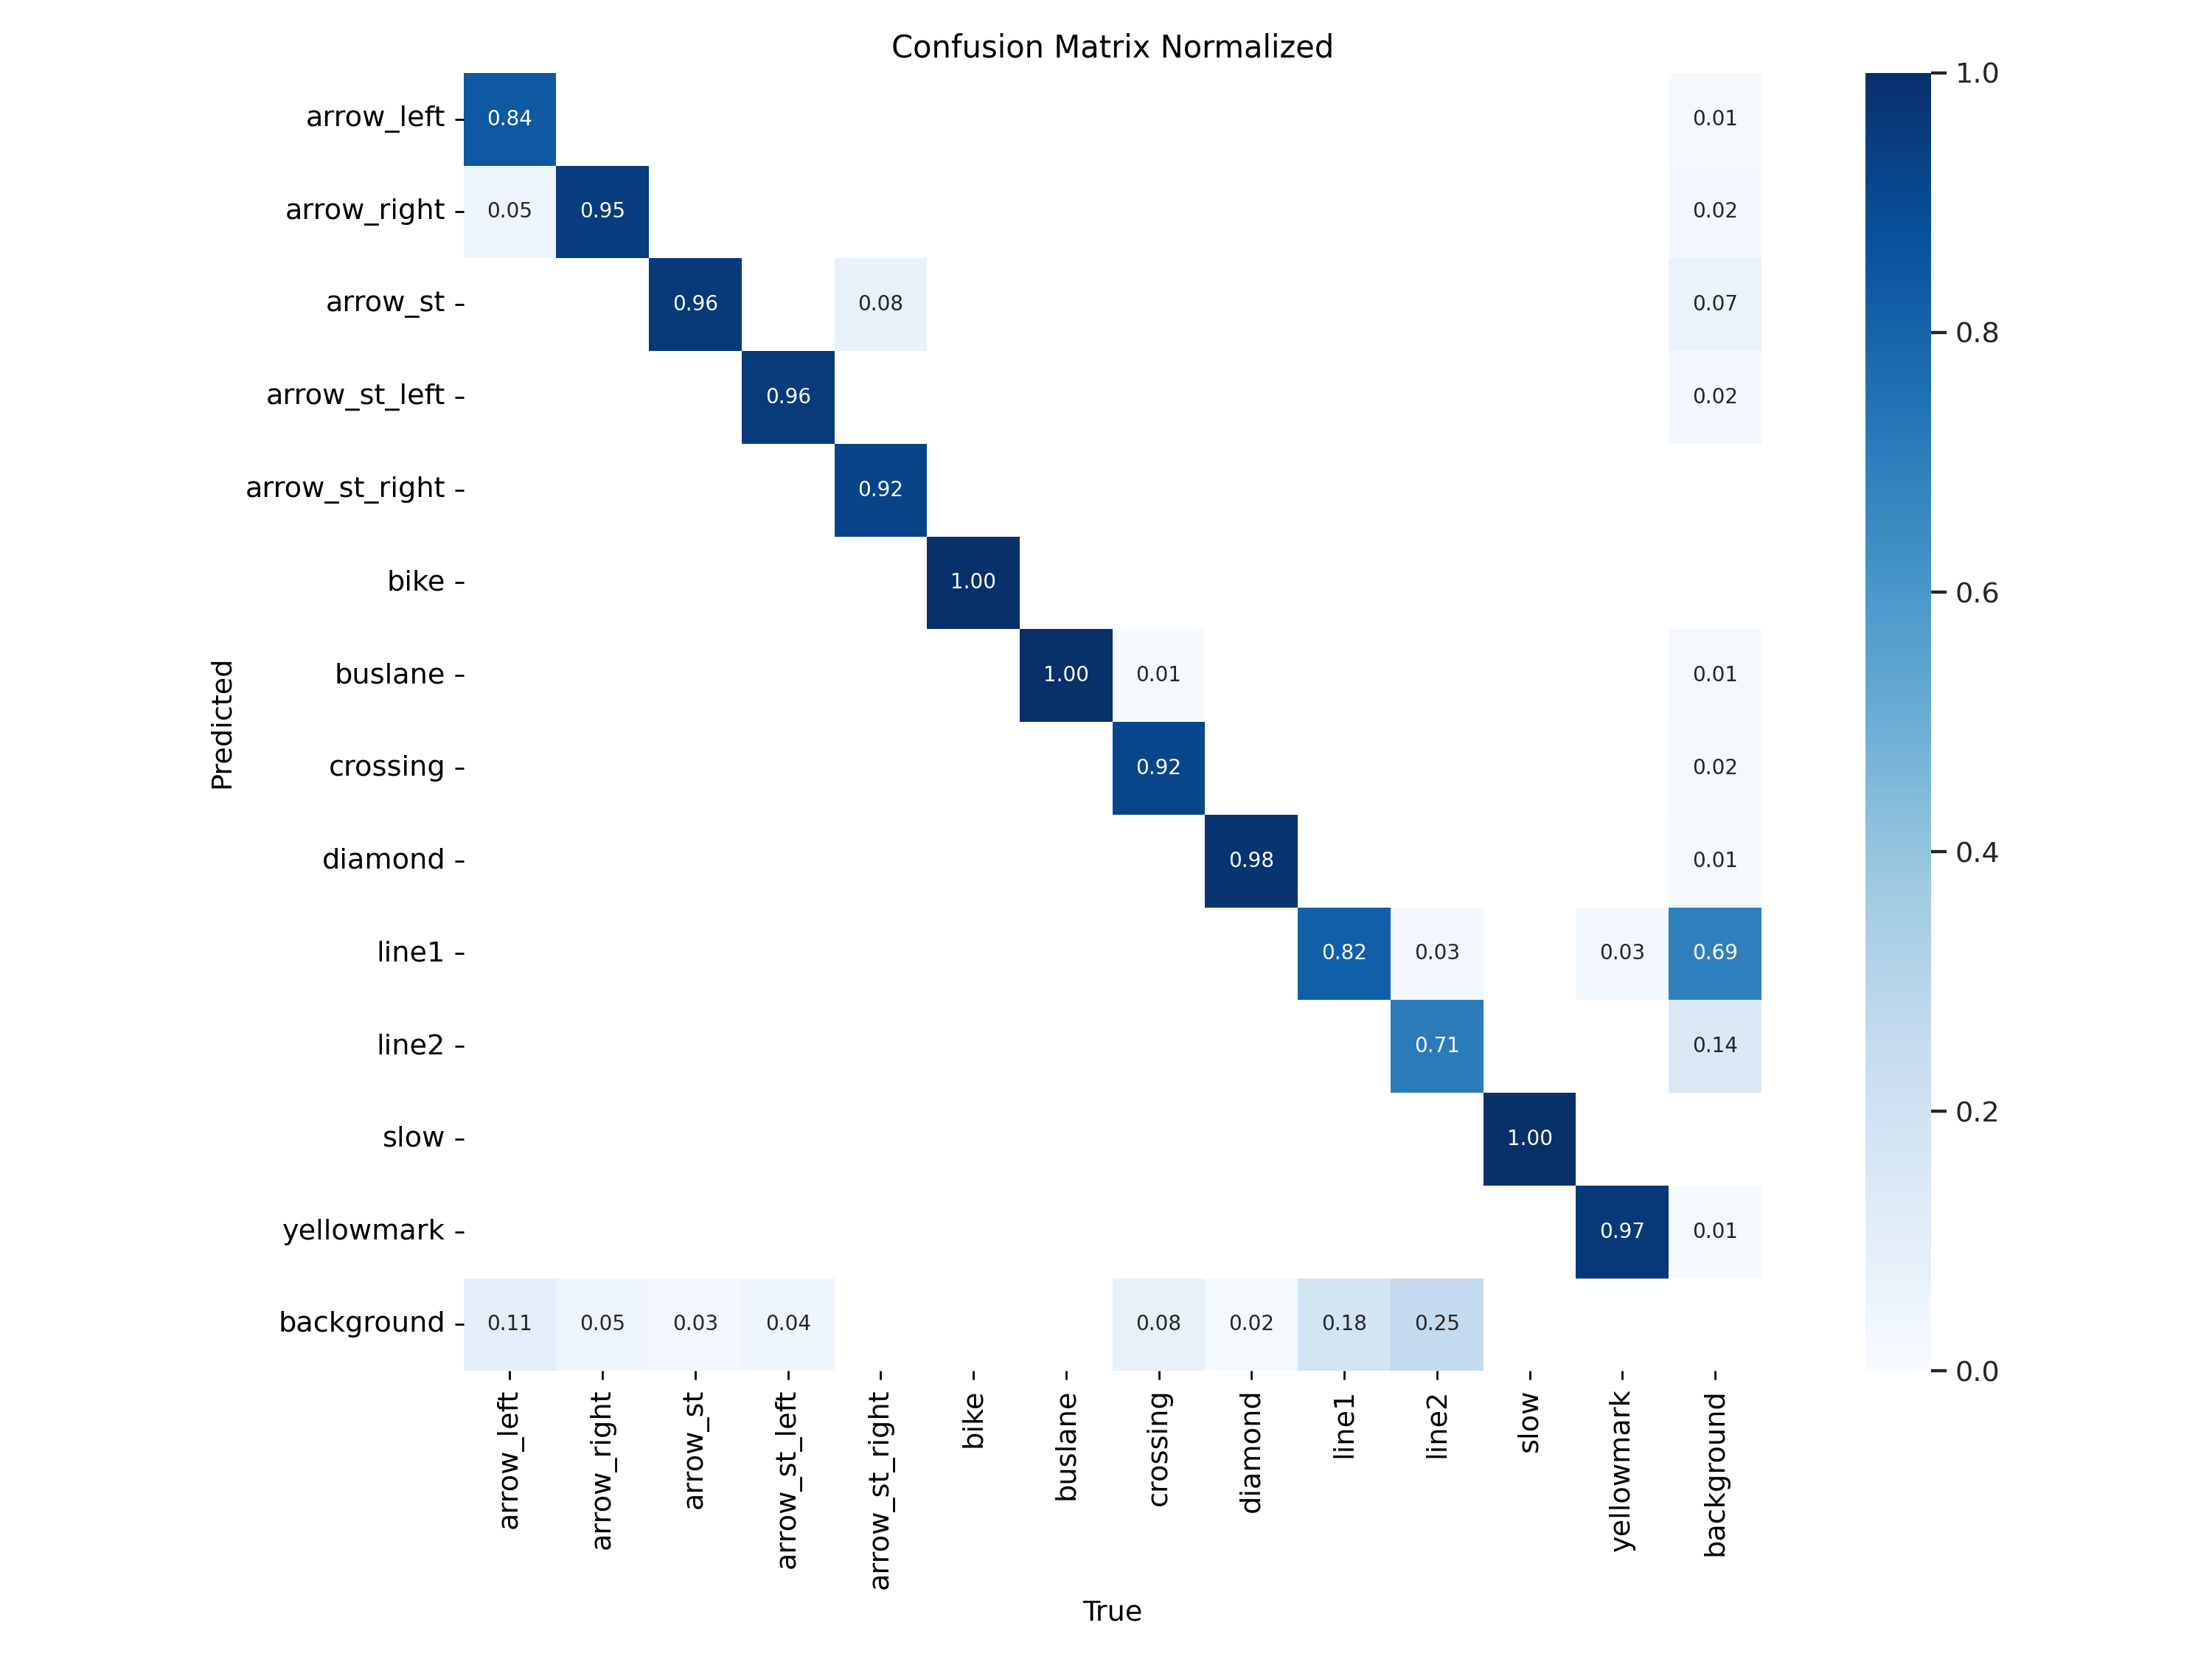 Confusion Matrix Normalized
arrow_left 0.84 0.01
arrow_right 0.05 0.95 0.02
arrow_st 0.96 0.08 0.07
arrow_st_left 0.96 0.02
arrow_st_right 0.92
bike 1.00
buslane 1.00 0.01 0.01
crossing 0.92 0.02
diamond 0.98 0.01
line1 0.82 0.03 0.03 0.69
line2 0.71 0.14
slow 1.00
yellowmark 0.97 0.01
background 0.11 0.05 0.03 0.04 0.08 0.02 0.18 0.25
Predicted
arrow_left arrow_right arrow_st arrow_st_left arrow_st_right bike buslane crossing diamond line1 line2 slow yellowmark background
True
1.0
0.8
0.6
0.4
0.2
0.0